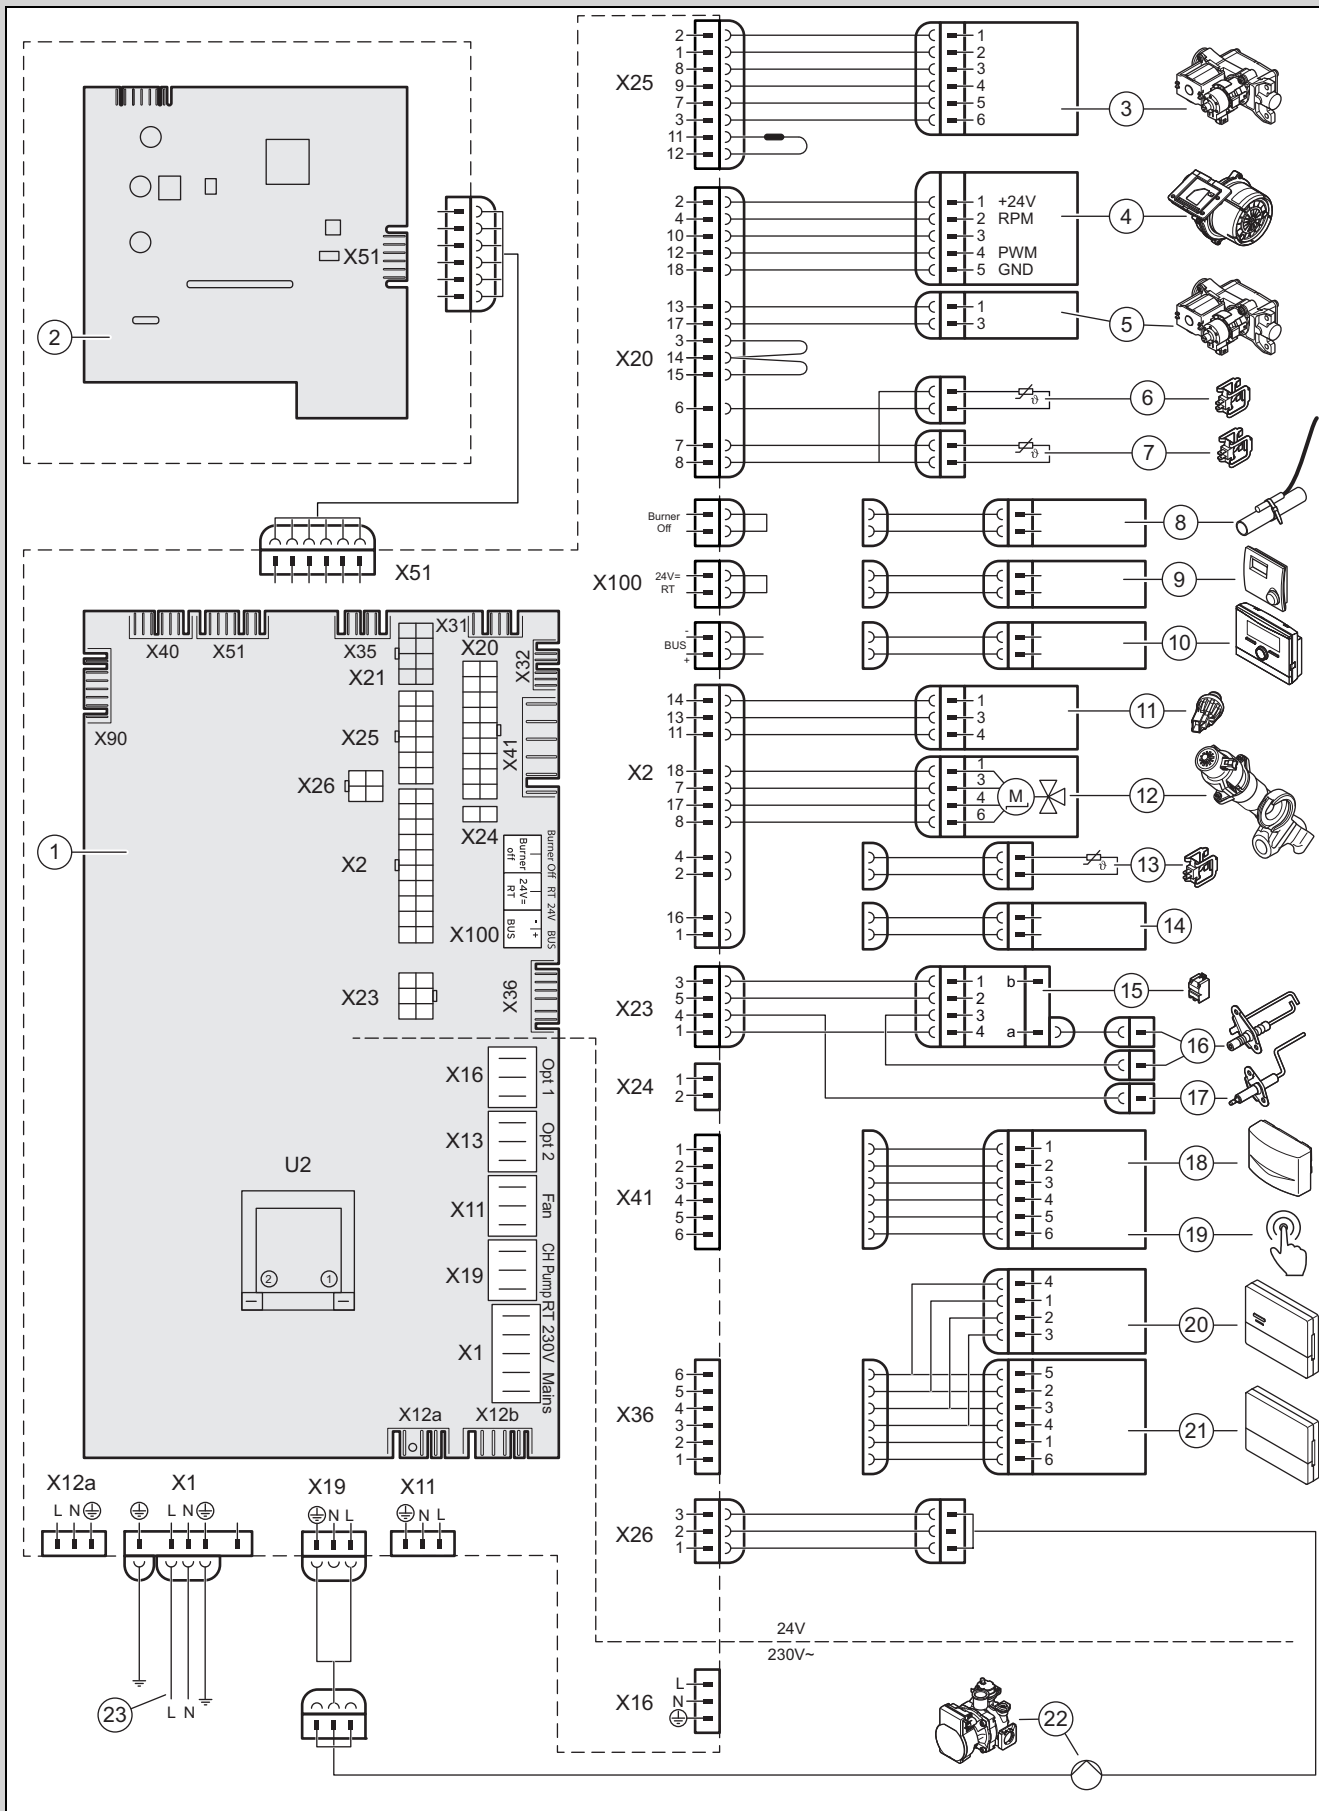 X25
2 1
1 2
8 3
9 4
7 5
3 6
11
12
3
2 1 +24V
4 2 RPM
10 3
12 4 PWM
18 5 GND
4
X51
2
13 1
17 3
5
3
X20 14
15
6 ϑ 6
7
8 ϑ 7
Burner
Off
8
X51
X100 24V=
RT
9
-
BUS
+
10
X40 X51 X35 X31
X20
X32
X21
X90
X25
X41
X26
X24
X2
Burner Off RT 24V BUS
Burner
off
24V=
RT
- +
BUS
X100
1
X23
X36
14 1
13 3
11 4
11
X2
18 1
7 3
17 4
8 6
M
12
4
2
ϑ
13
16
1
14
X23
3 1 b
5 2
4 3
1 4 a
15
16
17
X24
1
2
X16 Opt 1
X13 Opt 2
X11 Fan
X19 CH Pump
X1 RT 230V Mains
U2
2 1
X12a X12b
X41
1 1
2 2
3 3
4 4
5 5
6 6
18
19
4
1
2
3
20
X36
6 5
5 2
4 3
3 4
2 1
1 6
21
X12a X1 X19 X11
L N L N N L N L
X26
3
2
1
24V
230V~
X16
L
N
22
23
L N